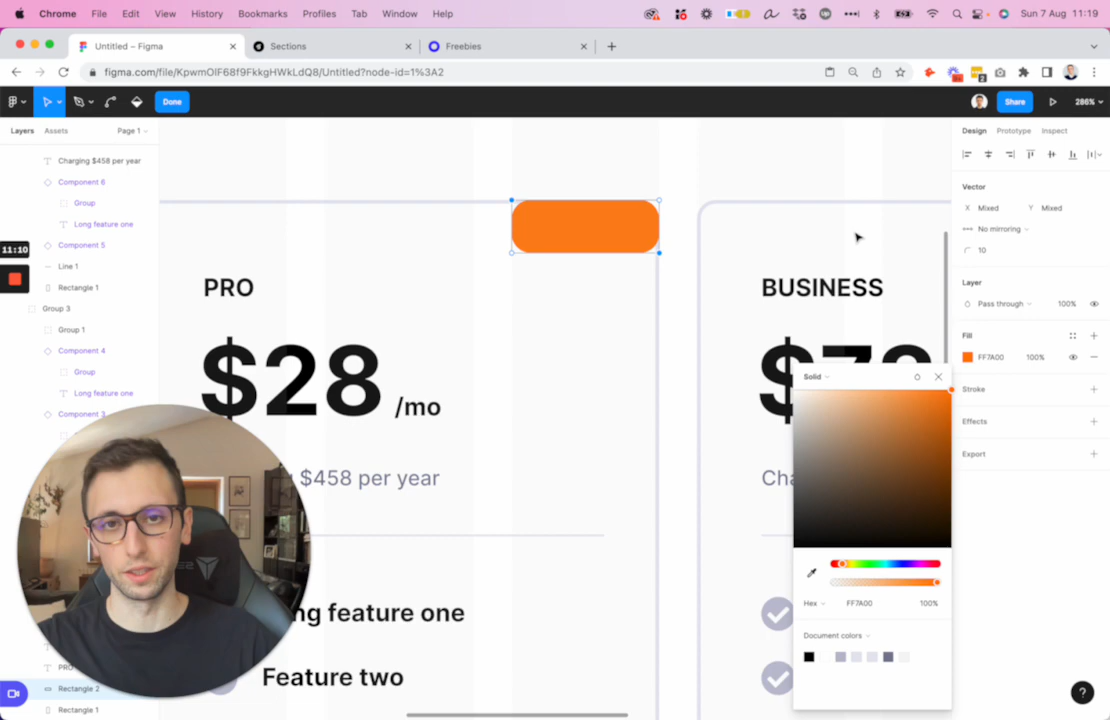 Chrome File Edit View History Bookmarks Profiles Tab Window Help Sun 7 Aug 11:19
Untitled – Figma Sections Freebies
figma.com/file/KpwmOlF68f9FkkgHWkLdQ8/Untitled?node-id=1%3A2
Done Share 286%
Layers Assets Page 1 Design Prototype Inspect
Charging $458 per year
Component 6
Group
Long feature one
Component 5
Line 1
Rectangle 1
Group 3
Group 1
Component 4
Group
Long feature one
Component 3
PRO
Rectangle 2
Rectangle 1
11:10
PRO
$28 /mo
$458 per year
ng feature one
Feature two
BUSINESS
Cha
Vector
X Mixed Y Mixed
No mirroring
10
Layer
Pass through 100%
Fill
FF7A00 100%
Stroke
Effects
Export
Solid
Hex FF7A00 100%
Document colors
?